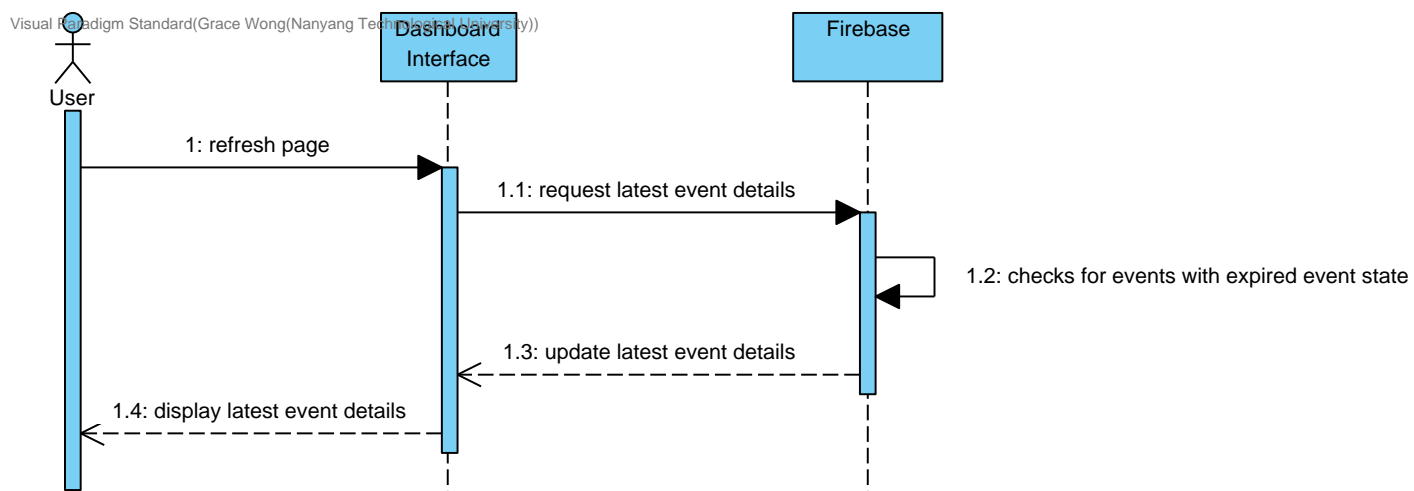 Visual Paradigm Standard(Grace Wong(Nanyang Technological University))
User
Dashboard
Interface
Firebase
1: refresh page
1.1: request latest event details
1.2: checks for events with expired event state
1.3: update latest event details
1.4: display latest event details